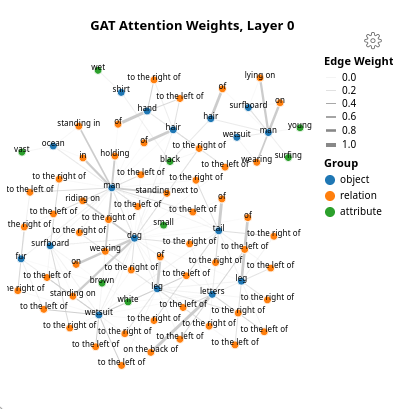 GAT Attention Weights, Layer 0
wet
to the right of
of
lying on
shirt
to the left of
hand
surfboard
on
standing in
of
hair
hair
man
young
of
wetsuit
ocean
vast
in
holding
to the right of
black
to the left of
wearing
surfing
to the left of
to the right of
to the right of
to the left of
man
standing next to
riding on
of
to the left of
to the left of
to the left of
to the right of
small
of
the right of
to the right of
dog
tail
to the right of
surfboard
to the right of
wearing
to the left of
fur
on
of
to the right of
to the right of
to the left of
to the left of
to the left of
brown
leg
leg
e right of
standing on
letters
white
to the right of
to the left of
to the left of
wetsuit
to the right of
to the right of
to the right of
to the right of
to the right of
to the left of
to the left of
to the left of
on the back of
to the left of
to the right of
Edge Weight
0.0
0.2
0.4
0.6
0.8
1.0
Group
object
relation
attribute